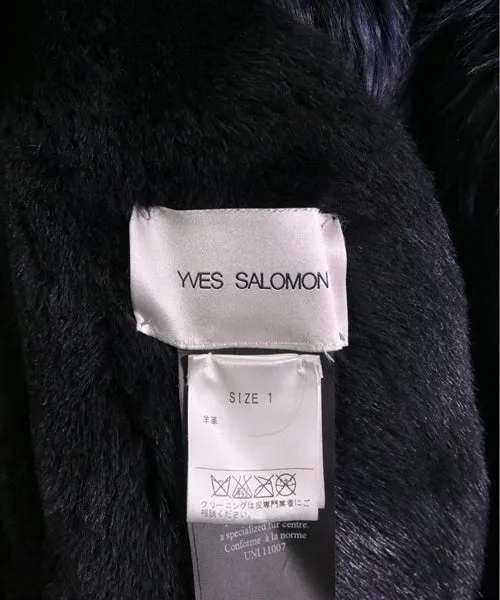 YVES SALOMON
SIZE 1
羊革
クリーニングは皮専門業者にご
相談ください。
a specialized fur centre.
Conforme à la norme
UNI 11007